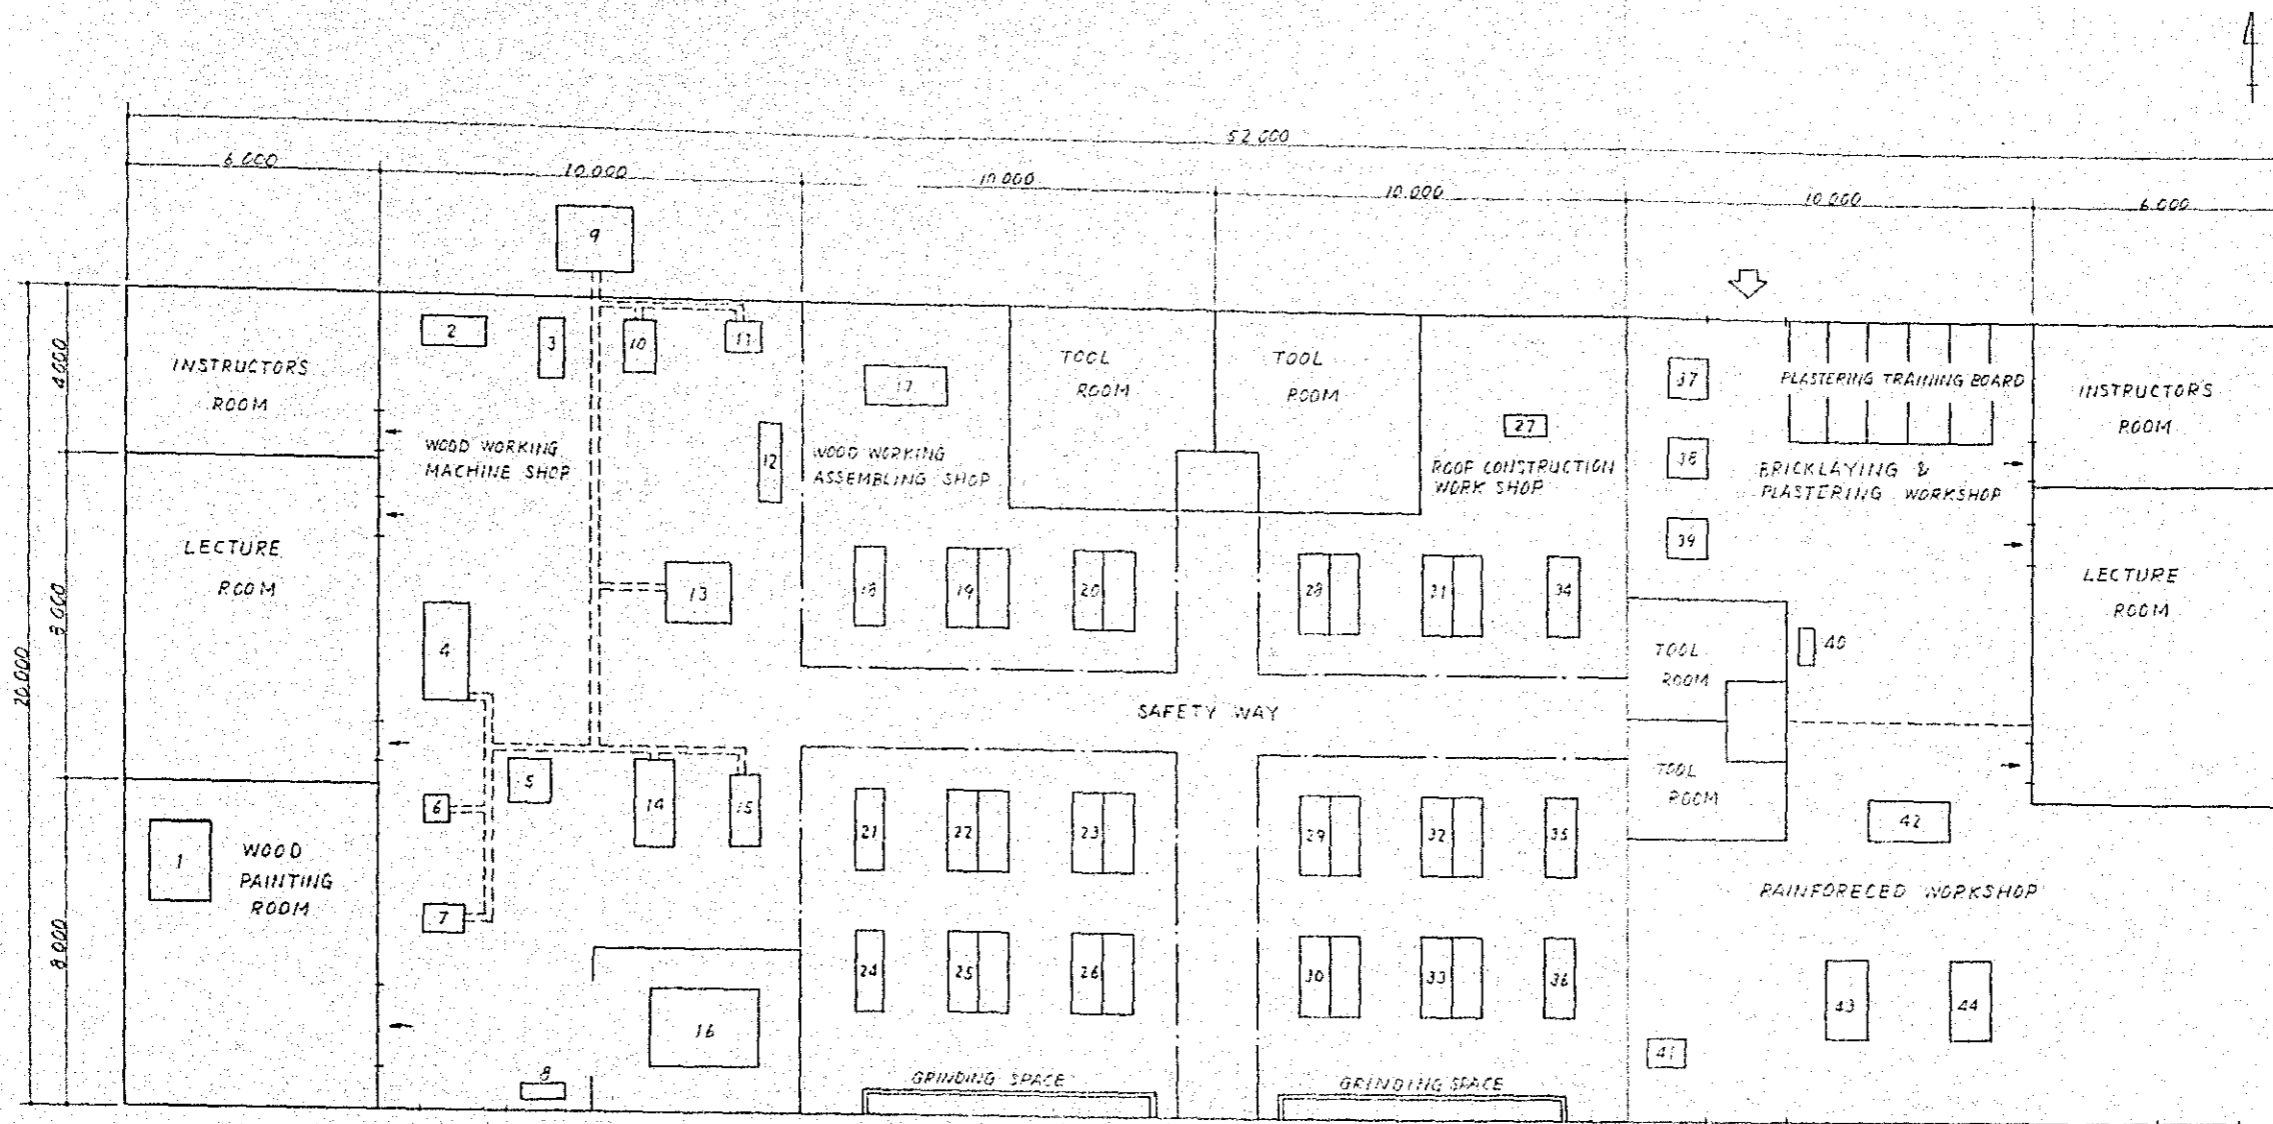 52.000
6.000
10.000
10.000
10.000
10.000
6.000
9
2
3
10
11
INSTRUCTORS
ROOM
4.000
17
TOOL
ROOM
TOOL
ROOM
37
PLASTERING TRAINING BOARD
INSTRUCTOR'S
ROOM
WOOD WORKING
MACHINE SHOP
12
WOOD WORKING
ASSEMBLING SHOP
27
ROOF CONSTRUCTION
WORK SHOP
38
BRICKLAYING &
PLASTERING WORKSHOP
39
LECTURE
ROOM
LECTURE
ROOM
8.000
20.000
13
18
19
20
28
31
34
4
TOOL
ROOM
40
SAFETY WAY
5
6
7
14
15
21
22
23
29
32
35
TOOL
ROOM
42
1
WOOD
PAINTING
ROOM
RAINFORECED WORKSHOP
8.000
24
25
26
30
33
36
43
44
16
41
8
GRINDING SPACE
GRINDING SPACE